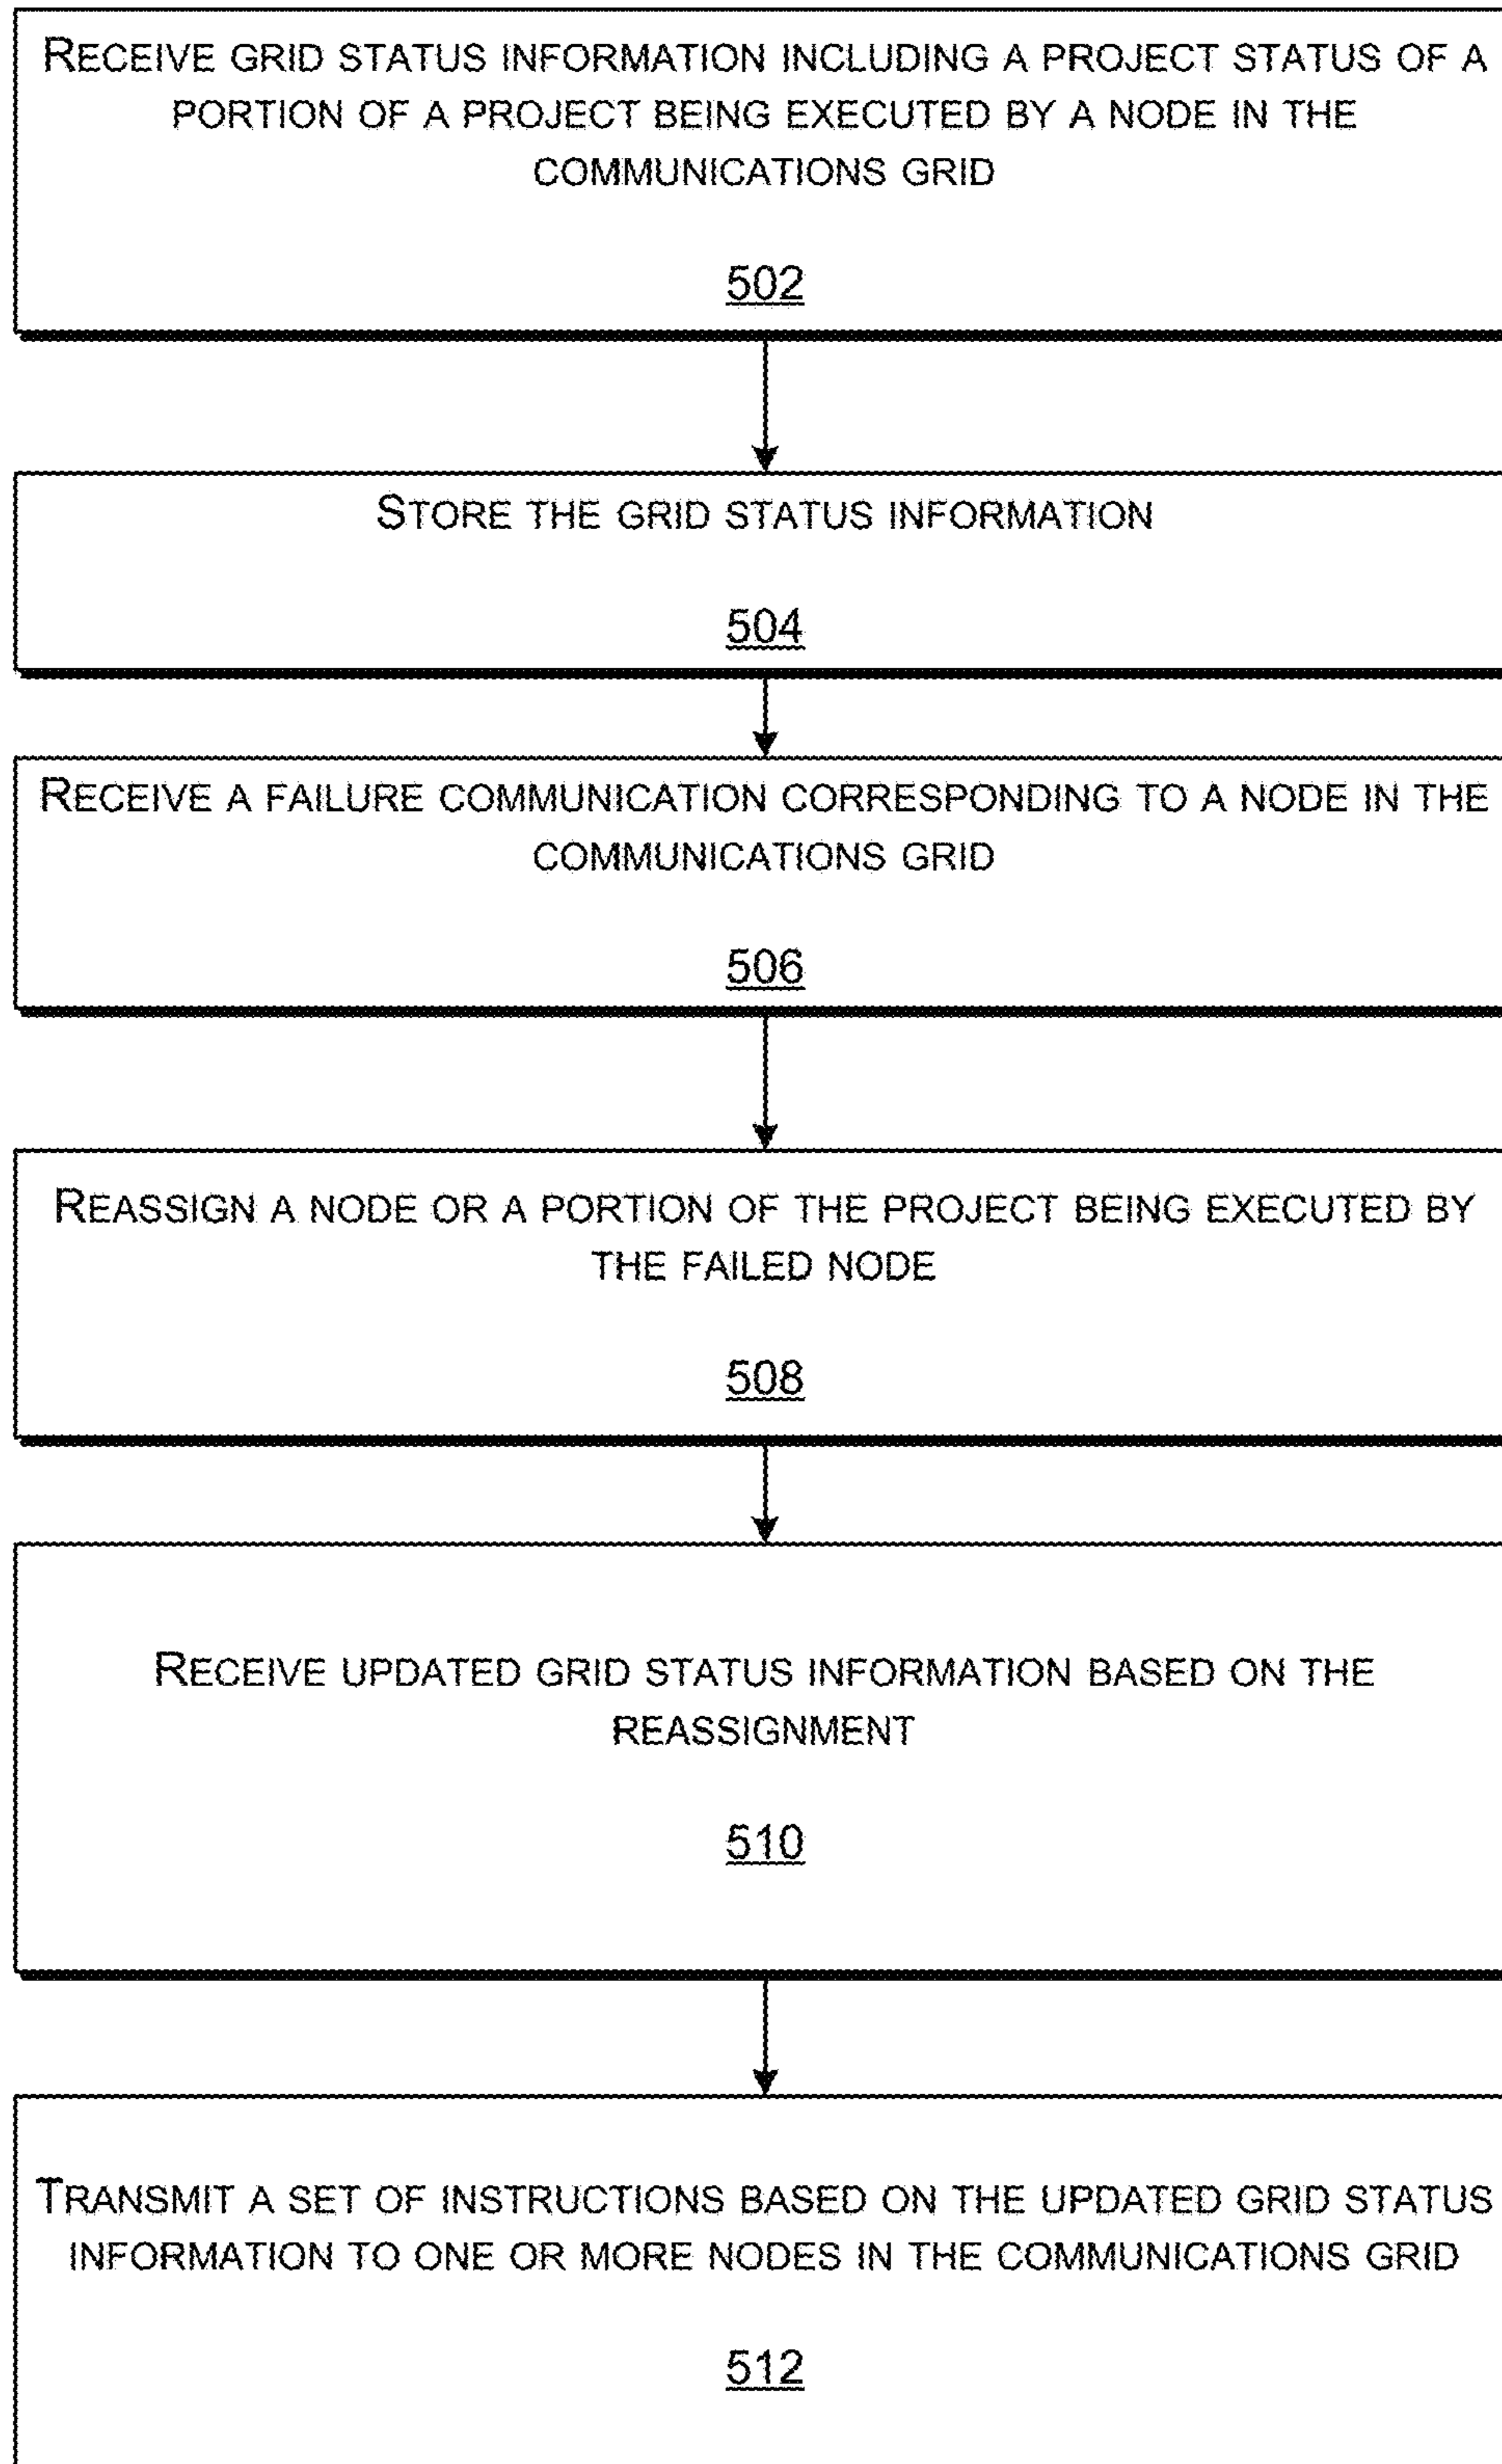 RECEIVE GRID STATUS INFORMATION INCLUDING A PROJECT STATUS OF A
PORTION OF A PROJECT BEING EXECUTED BY A NODE IN THE
COMMUNICATIONS GRID
502
STORE THE GRID STATUS INFORMATION
504
RECEIVE A FAILURE COMMUNICATION CORRESPONDING TO A NODE IN THE
COMMUNICATIONS GRID
506
REASSIGN A NODE OR A PORTION OF THE PROJECT BEING EXECUTED BY
THE FAILED NODE
508
RECEIVE UPDATED GRID STATUS INFORMATION BASED ON THE
REASSIGNMENT
510
TRANSMIT A SET OF INSTRUCTIONS BASED ON THE UPDATED GRID STATUS
INFORMATION TO ONE OR MORE NODES IN THE COMMUNICATIONS GRID
512